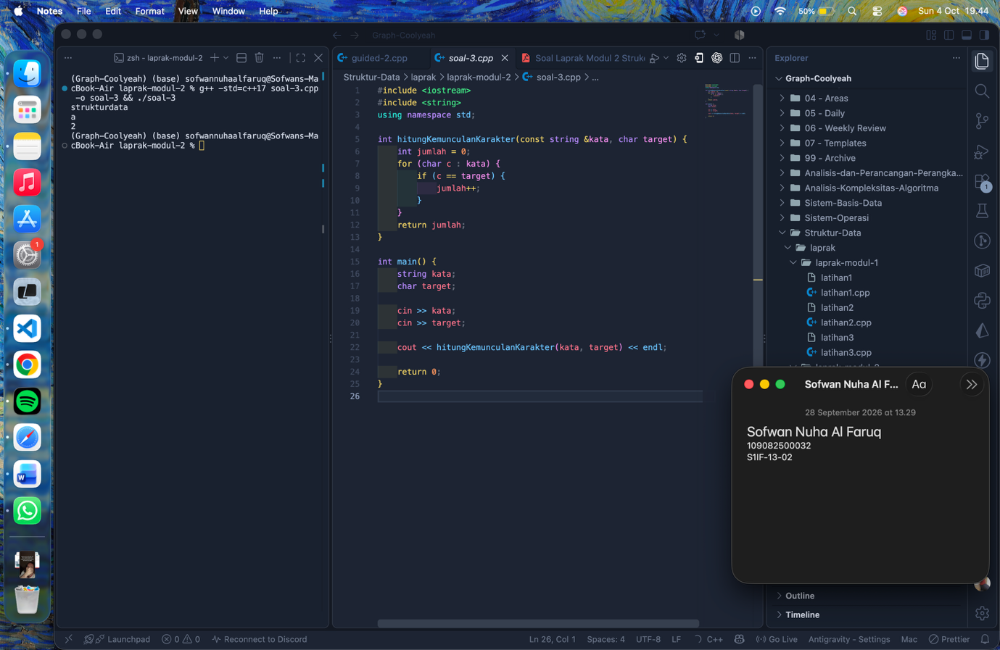 Notes File Edit Format View Window Help 50% Sun 4 Oct 19.44
Graph-Coolyeah
zsh - laprak-modul-2
guided-2.cpp soal-3.cpp Soal Laprak Modul 2 Struk
Explorer
Struktur-Data > laprak > laprak-modul-2 > soal-3.cpp > ...
(Graph-Coolyeah) (base) sofwannuhaalfaruq@Sofwans-Ma
cBook-Air laprak-modul-2 % g++ -std=c++17 soal-3.cpp
-o soal-3 && ./soal-3
strukturdata
a
2
(Graph-Coolyeah) (base) sofwannuhaalfaruq@Sofwans-Ma
cBook-Air laprak-modul-2 %
1 #include <iostream>
2 #include <string>
3 using namespace std;
4
5 int hitungKemunculanKarakter(const string &kata, char target) {
6 int jumlah = 0;
7 for (char c : kata) {
8 if (c == target) {
9 jumlah++;
10 }
11 }
12 return jumlah;
13 }
14
15 int main() {
16 string kata;
17 char target;
18
19 cin >> kata;
20 cin >> target;
21
22 cout << hitungKemunculanKarakter(kata, target) << endl;
23
24 return 0;
25 }
26
Graph-Coolyeah
04 - Areas
05 - Daily
06 - Weekly Review
07 - Templates
99 - Archive
Analisis-dan-Perancangan-Perangka...
Analisis-Kompleksitas-Algoritma
Sistem-Basis-Data
Sistem-Operasi
Struktur-Data
laprak
laprak-modul-1
latihan1
latihan1.cpp
latihan2
latihan2.cpp
latihan3
latihan3.cpp
1
1
W
Sofwan Nuha Al F... Aa
28 September 2026 at 13.29
Sofwan Nuha Al Faruq
109082500032
S1IF-13-02
Outline
Timeline
Launchpad 0 0 Reconnect to Discord Ln 26, Col 1 Spaces: 4 UTF-8 LF C++ Go Live Antigravity - Settings Mac Prettier